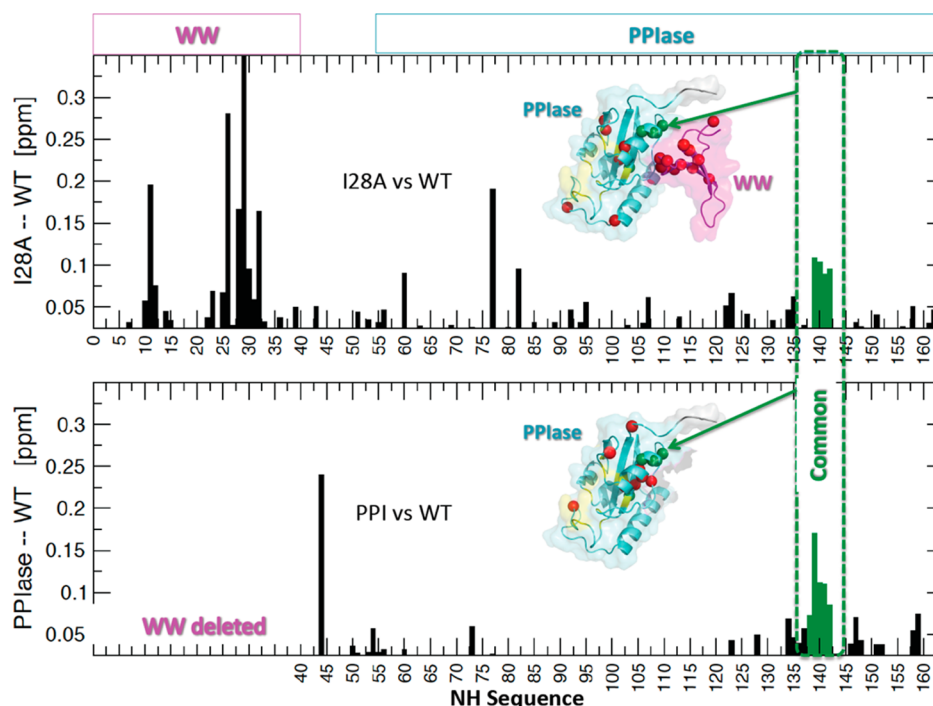 WW
PPIase
I28A -- WT [ppm]
0.3
0.25
0.2
0.15
0.1
0.05
I28A vs WT
PPIase
WW
0 5 10 15 20 25 30 35 40 45 50 55 60 65 70 75 80 85 90 95 100 105 110 115 120 125 130 135 140 145 150 155 160
PPIase -- WT [ppm]
0.3
0.25
0.2
0.15
0.1
0.05
PPI vs WT
PPIase
Common
WW deleted
40 45 50 55 60 65 70 75 80 85 90 95 100 105 110 115 120 125 130 135 140 145 150 155 160
NH Sequence